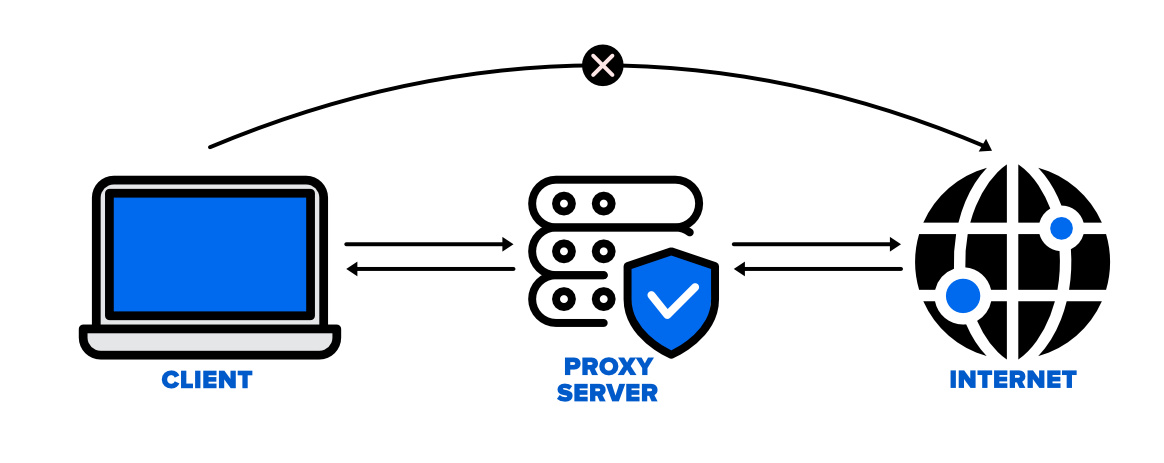 CLIENT
PROXY
SERVER
INTERNET